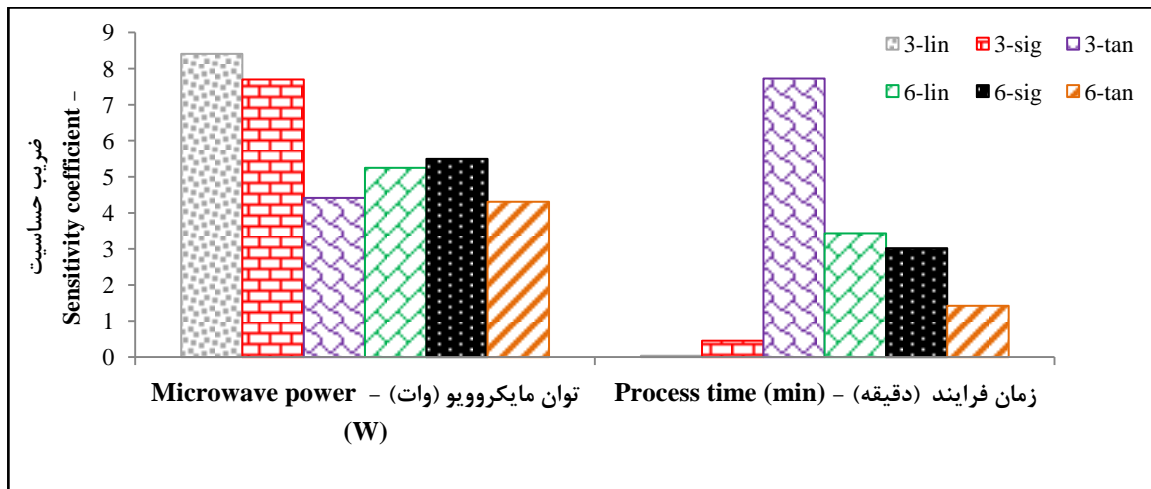 ضریب حساسیت
Sensitivity coefficient –
9
8
7
6
5
4
3
2
1
0
3-lin 3-sig 3-tan
6-lin 6-sig 6-tan
Microwave power – توان مایکروویو (وات)
(W)
Process time (min) – زمان فرایند (دقیقه)